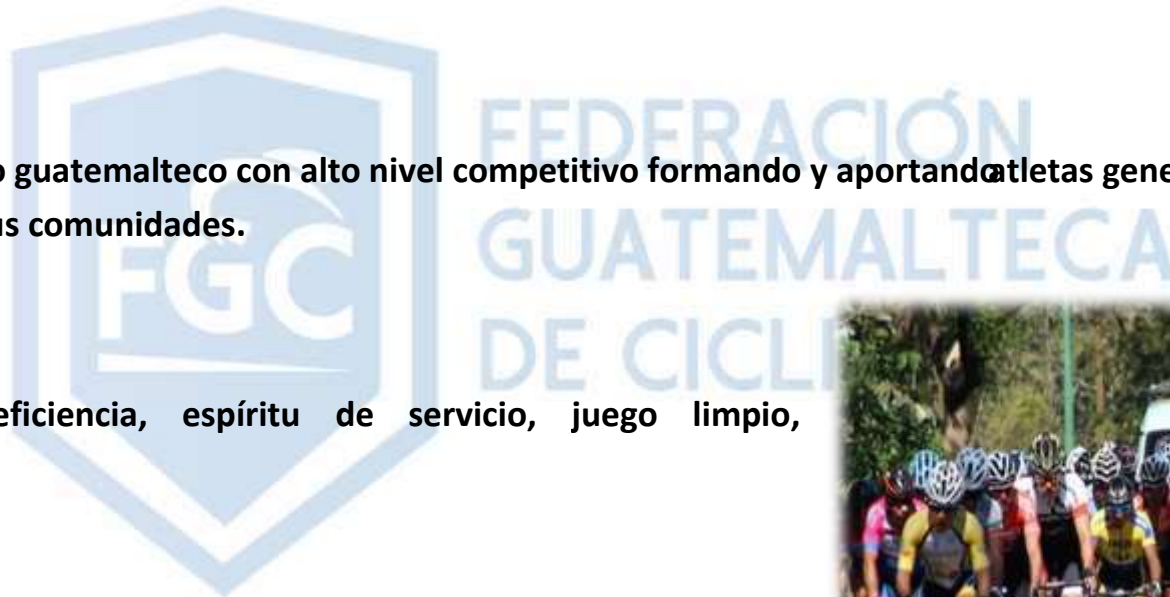 FEDERACIÓN
o guatemalteco con alto nivel competitivo formando y aportandoatletas gene
us comunidades.
GUATEMALTECA
FGC
DE CICLI
eficiencia, espíritu de servicio, juego limpio,